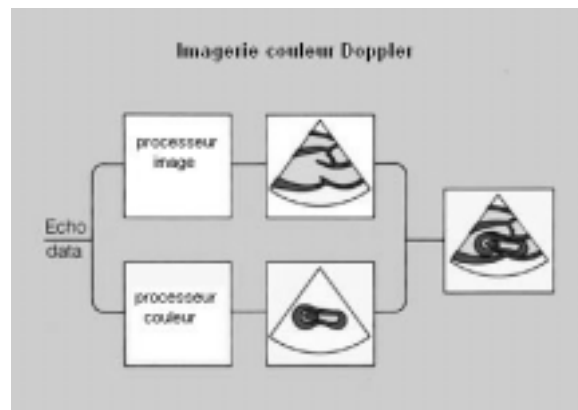 Imagerie couleur Doppler
processeur
image
Echo
data
processeur
couleur